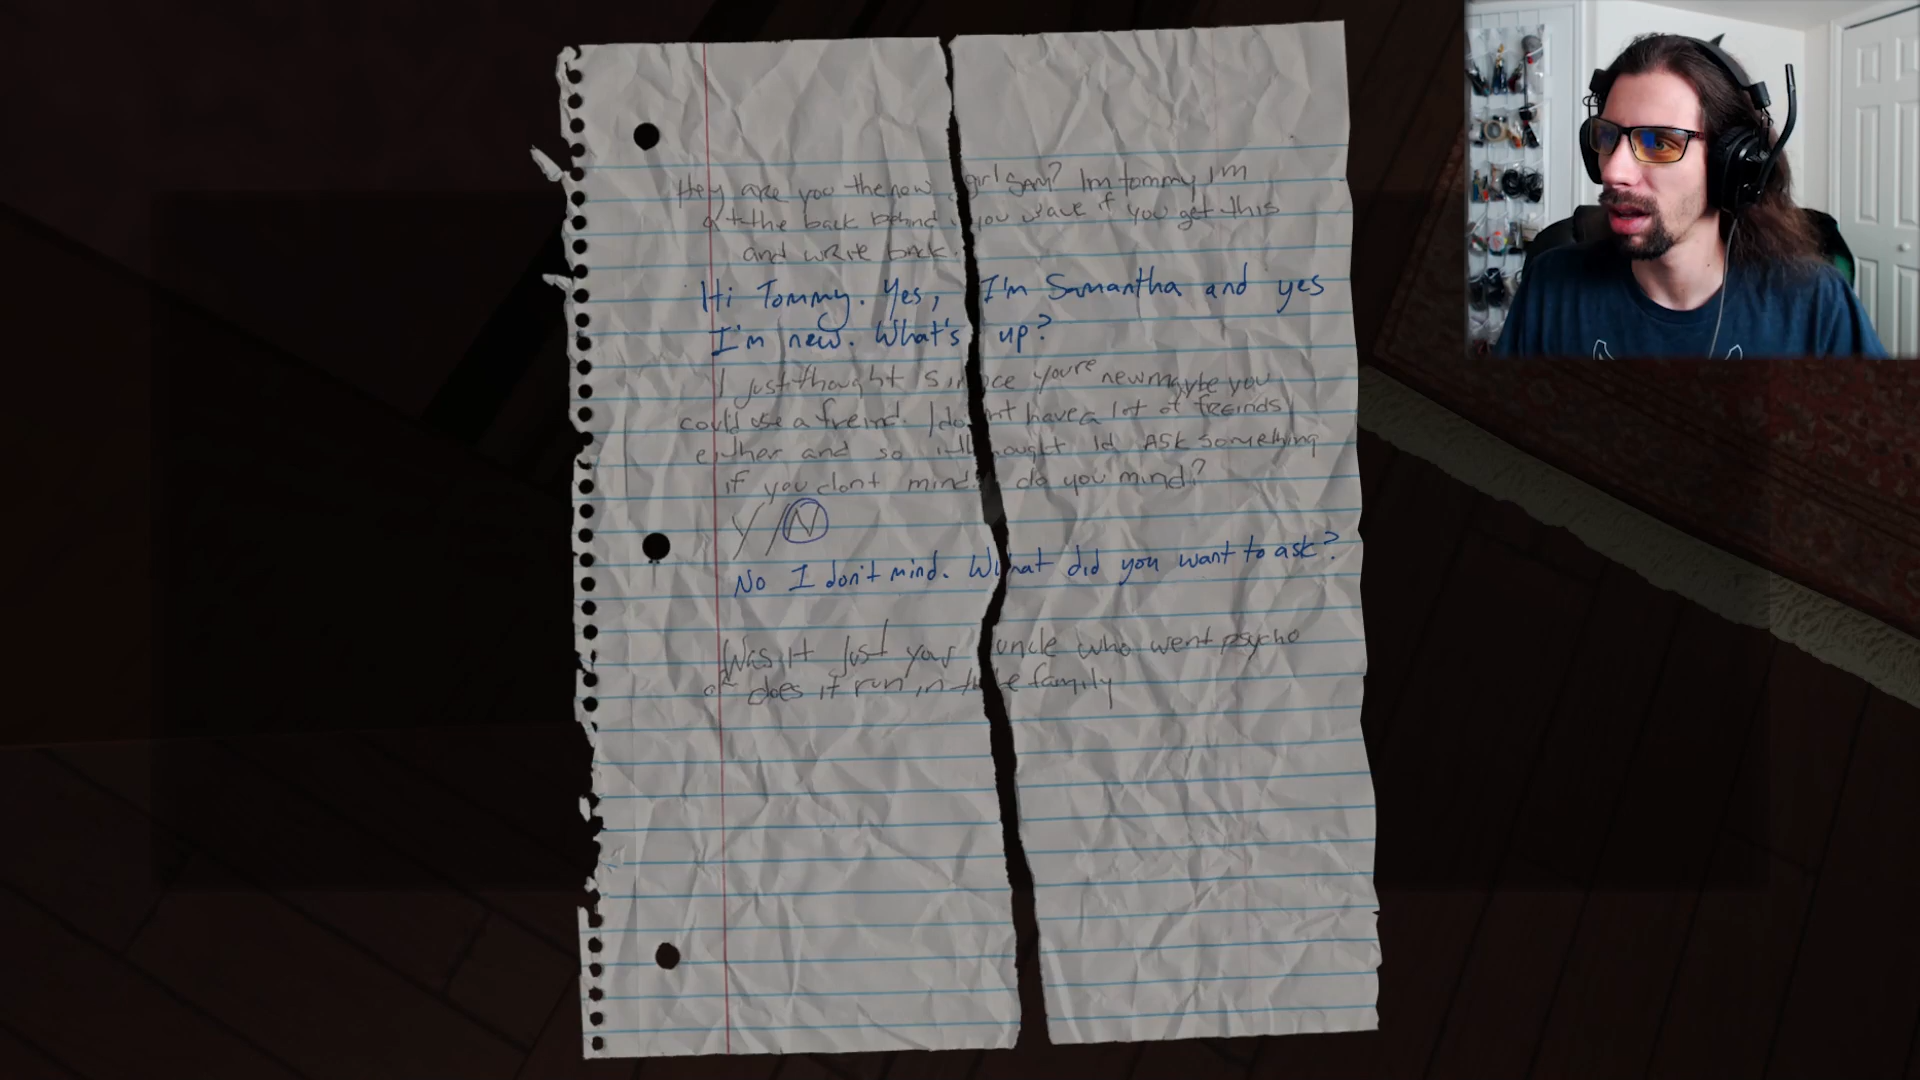 Hey are you the new girl SAM? Im tommy im
at the back behind you wave if you get this
and write back.
Hi Tommy. Yes, I'm Samantha and yes
I'm new. What's up?
I just thought since youre new maybe you
could use a freind. I dont have a lot of freinds
either and so i thought Id ASK something
if you dont mind. do you mind?
Y/N
No I don't mind. What did you want to ask?
Was it just your uncle who went psycho
or does it run in the family